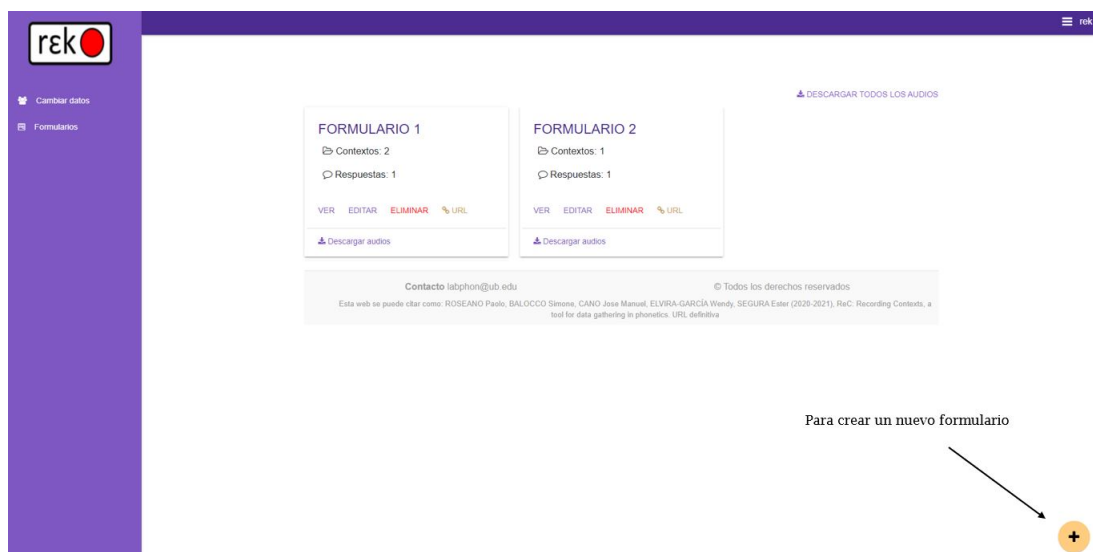 rεk
rek
Cambiar datos
Formularios
DESCARGAR TODOS LOS AUDIOS
FORMULARIO 1
Contextos: 2
Respuestas: 1
VER EDITAR ELIMINAR URL
Descargar audios
FORMULARIO 2
Contextos: 1
Respuestas: 1
VER EDITAR ELIMINAR URL
Descargar audios
Contacto labphon@ub.edu
© Todos los derechos reservados
Esta web se puede citar como: ROSEANO Paolo, BALOCCO Simone, CANO Jose Manuel, ELVIRA-GARCÍA Wendy, SEGURA Ester (2020-2021), ReC: Recording Contexts, a
tool for data gathering in phonetics. URL definitiva
Para crear un nuevo formulario